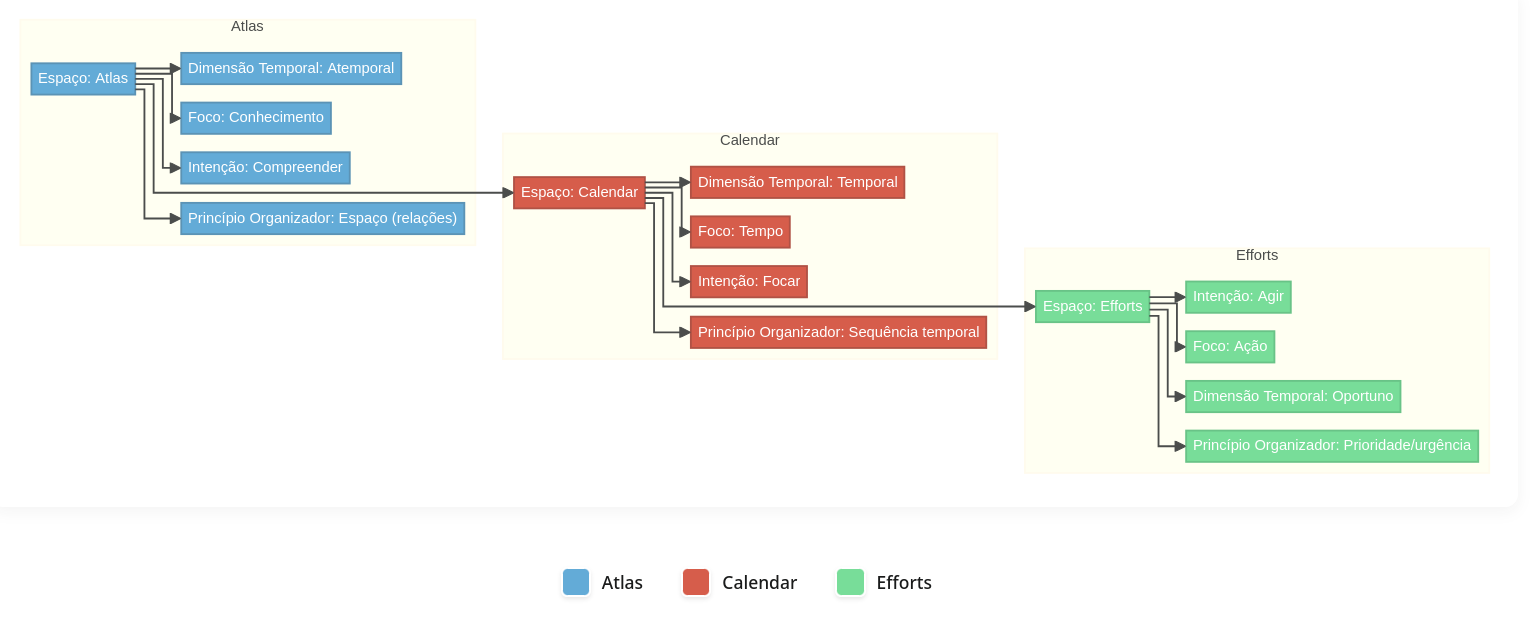 Atlas
Espaço: Atlas
Dimensão Temporal: Atemporal
Foco: Conhecimento
Intenção: Compreender
Princípio Organizador: Espaço (relações)
Calendar
Espaço: Calendar
Dimensão Temporal: Temporal
Foco: Tempo
Intenção: Focar
Princípio Organizador: Sequência temporal
Efforts
Espaço: Efforts
Intenção: Agir
Foco: Ação
Dimensão Temporal: Oportuno
Princípio Organizador: Prioridade/urgência
Atlas
Calendar
Efforts